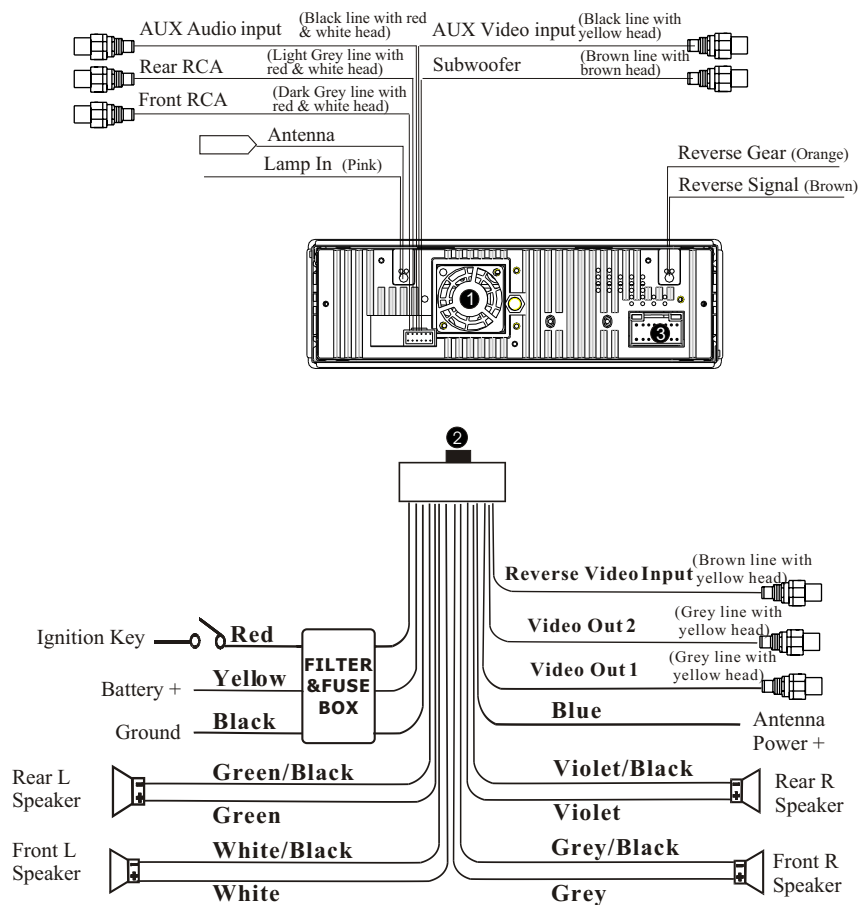 AUX Audio input (Black line with red & white head)
Rear RCA (Light Grey line with red & white head)
Front RCA (Dark Grey line with red & white head)
Antenna
Lamp In (Pink)
AUX Video input (Black line with yellow head)
Subwoofer (Brown line with brown head)
Reverse Gear (Orange)
Reverse Signal (Brown)
1
3
2
Reverse Video Input (Brown line with yellow head)
Video Out 2 (Grey line with yellow head)
Video Out 1 (Grey line with yellow head)
Blue
Antenna Power +
Ignition Key Red
Battery + Yellow
Ground Black
FILTER
&FUSE
BOX
Rear L
Speaker
Green/Black
Green
Front L
Speaker
White/Black
White
Violet/Black
Violet
Rear R
Speaker
Grey/Black
Grey
Front R
Speaker